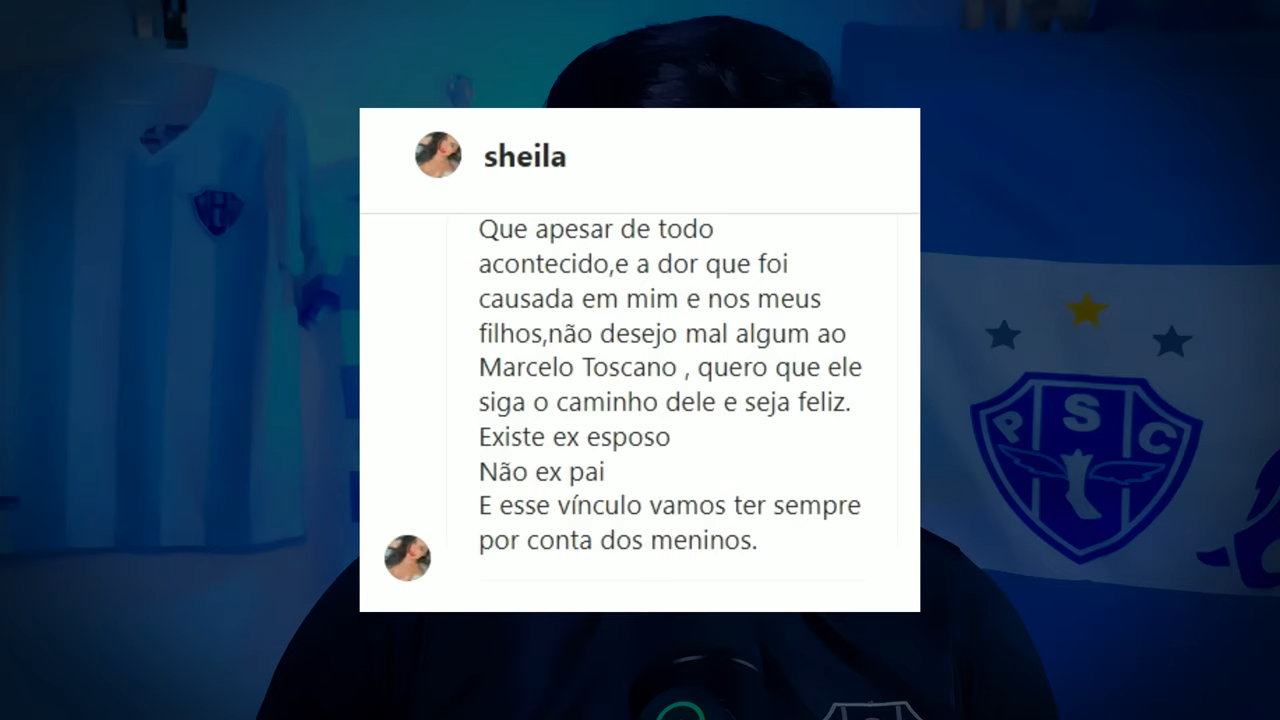 sheila
Que apesar de todo
acontecido,e a dor que foi
causada em mim e nos meus
filhos,não desejo mal algum ao
Marcelo Toscano , quero que ele
siga o caminho dele e seja feliz.
Existe ex esposo
Não ex pai
E esse vínculo vamos ter sempre
por conta dos meninos.
P S C